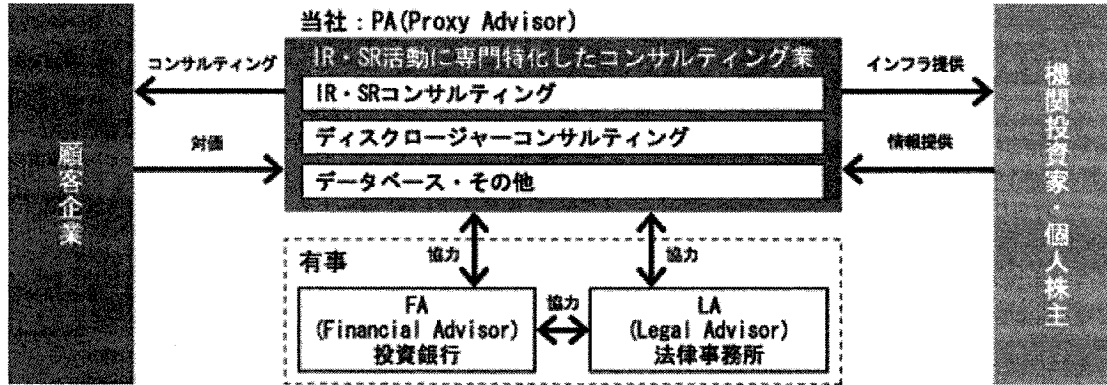 当社：PA(Proxy Advisor)
IR・SR活動に専門特化したコンサルティング業
IR・SRコンサルティング
ディスクロージャーコンサルティング
データベース・その他
コンサルティング
対価
顧客企業
インフラ提供
情報提供
機関投資家・個人株主
協力
協力
有事
FA
(Financial Advisor)
投資銀行
協力
LA
(Legal Advisor)
法律事務所